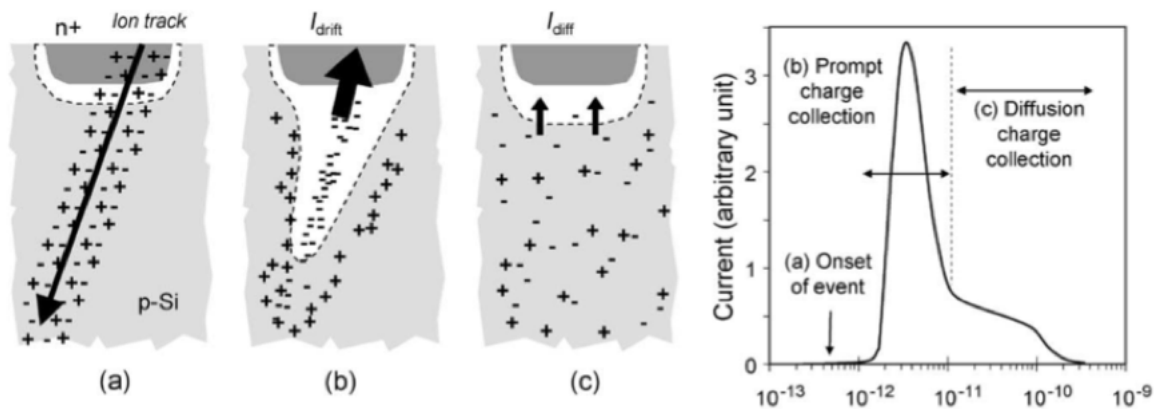 n+ Ion track
p-Si
(a)
I_drift
(b)
I_diff
(c)
Current (arbitrary unit)
3
2
1
0
(b) Prompt
charge
collection
(c) Diffusion
charge
collection
(a) Onset
of event
10⁻¹³ 10⁻¹² 10⁻¹¹ 10⁻¹⁰ 10⁻⁹